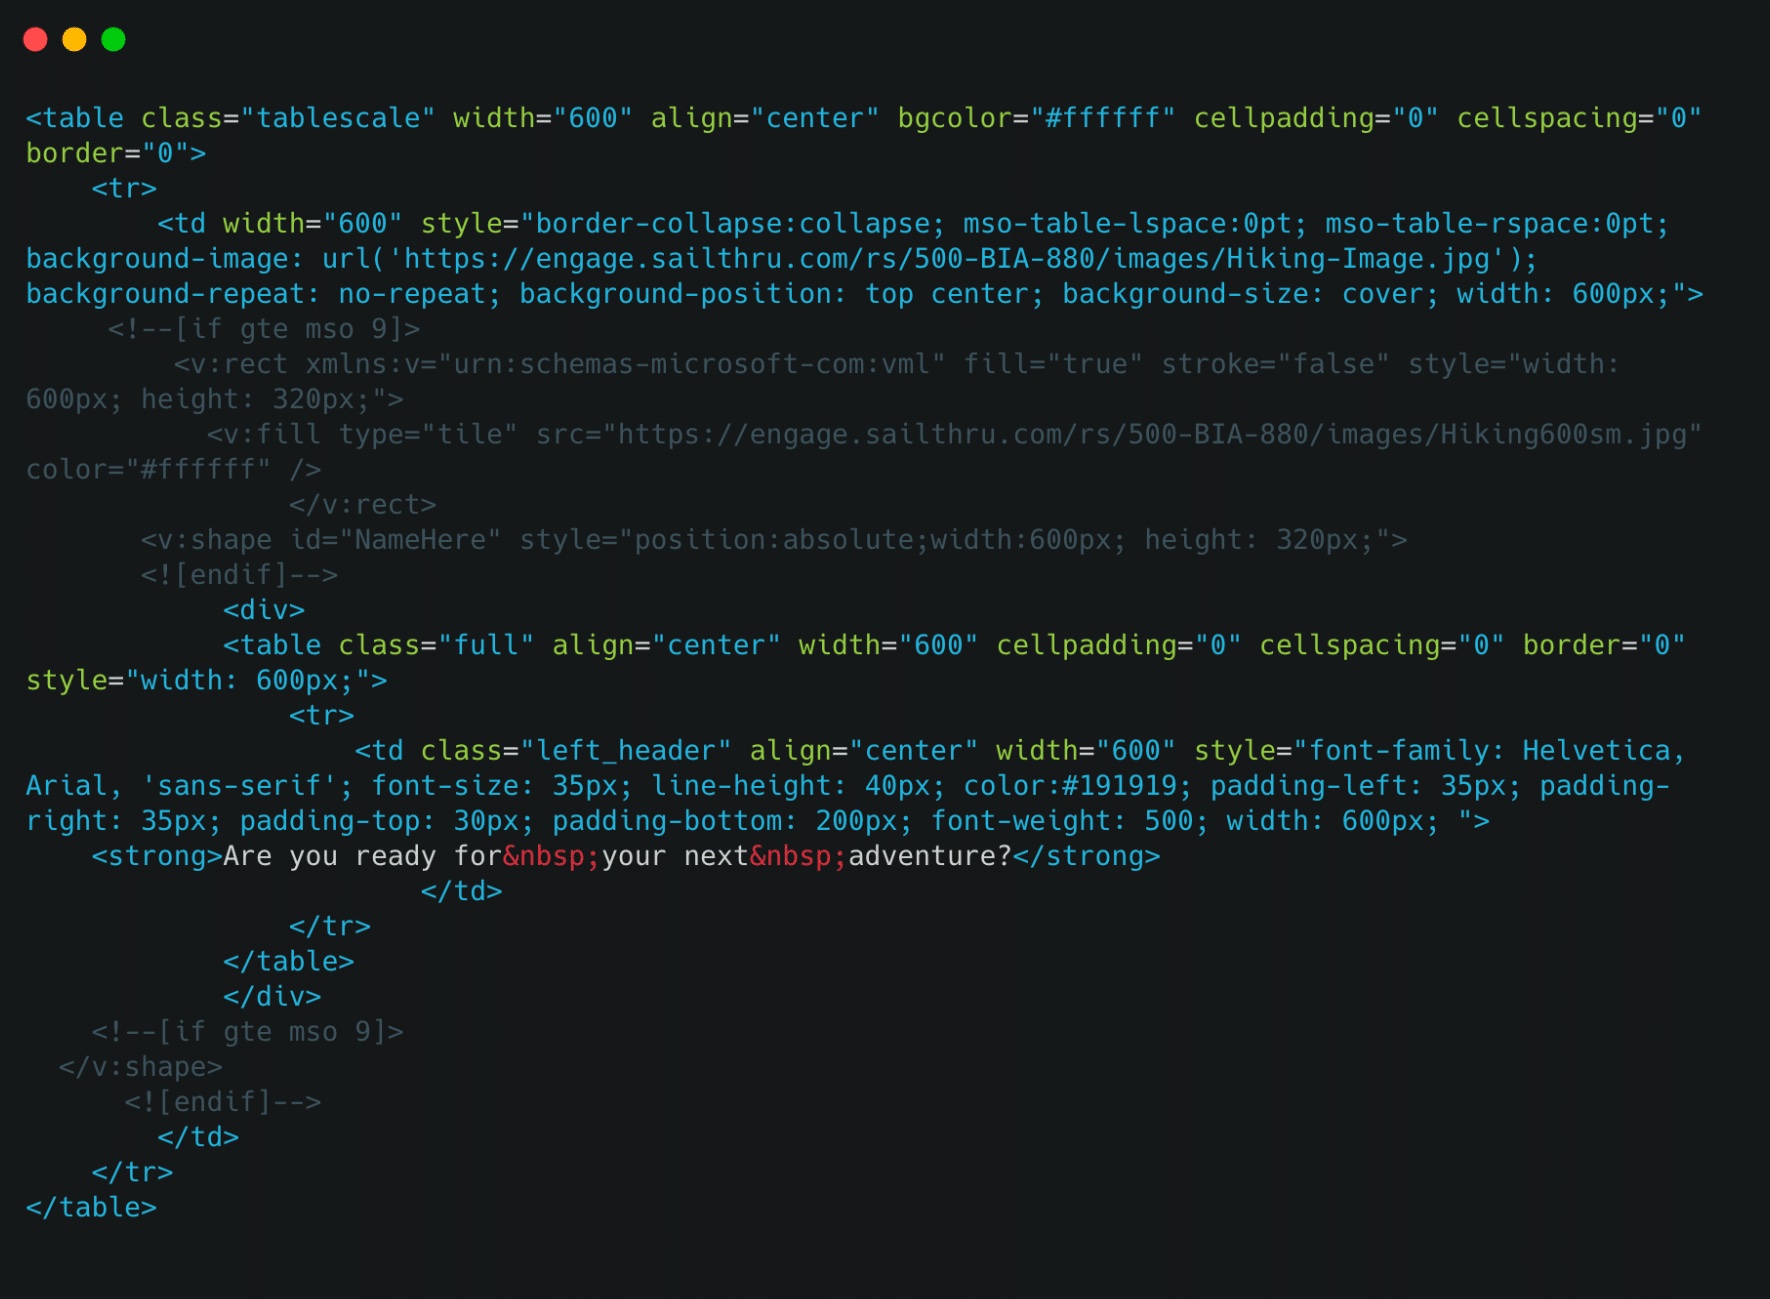 <table class="tablescale" width="600" align="center" bgcolor="#ffffff" cellpadding="0" cellspacing="0"
border="0">
    <tr>
        <td width="600" style="border-collapse:collapse; mso-table-lspace:0pt; mso-table-rspace:0pt;
background-image: url('https://engage.sailthru.com/rs/500-BIA-880/images/Hiking-Image.jpg');
background-repeat: no-repeat; background-position: top center; background-size: cover; width: 600px;">
     <!--[if gte mso 9]>
         <v:rect xmlns:v="urn:schemas-microsoft-com:vml" fill="true" stroke="false" style="width:
600px; height: 320px;">
           <v:fill type="tile" src="https://engage.sailthru.com/rs/500-BIA-880/images/Hiking600sm.jpg"
color="#ffffff" />
                </v:rect>
       <v:shape id="NameHere" style="position:absolute;width:600px; height: 320px;">
       <![endif]-->
            <div>
            <table class="full" align="center" width="600" cellpadding="0" cellspacing="0" border="0"
style="width: 600px;">
                <tr>
                    <td class="left_header" align="center" width="600" style="font-family: Helvetica,
Arial, 'sans-serif'; font-size: 35px; line-height: 40px; color:#191919; padding-left: 35px; padding-
right: 35px; padding-top: 30px; padding-bottom: 200px; font-weight: 500; width: 600px; ">
    <strong>Are you ready for&nbsp;your next&nbsp;adventure?</strong>
                        </td>
                </tr>
            </table>
            </div>
    <!--[if gte mso 9]>
  </v:shape>
      <![endif]-->
        </td>
    </tr>
</table>